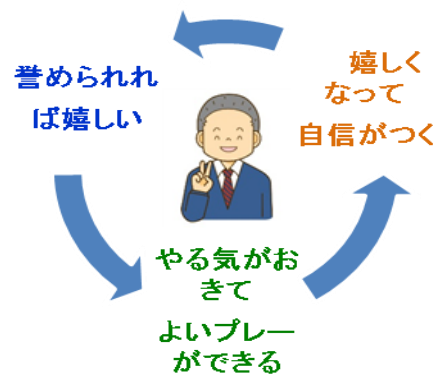 誉められれ
ば嬉しい
やる気がお
きて
よいプレー
ができる
嬉しく
なって
自信がつく